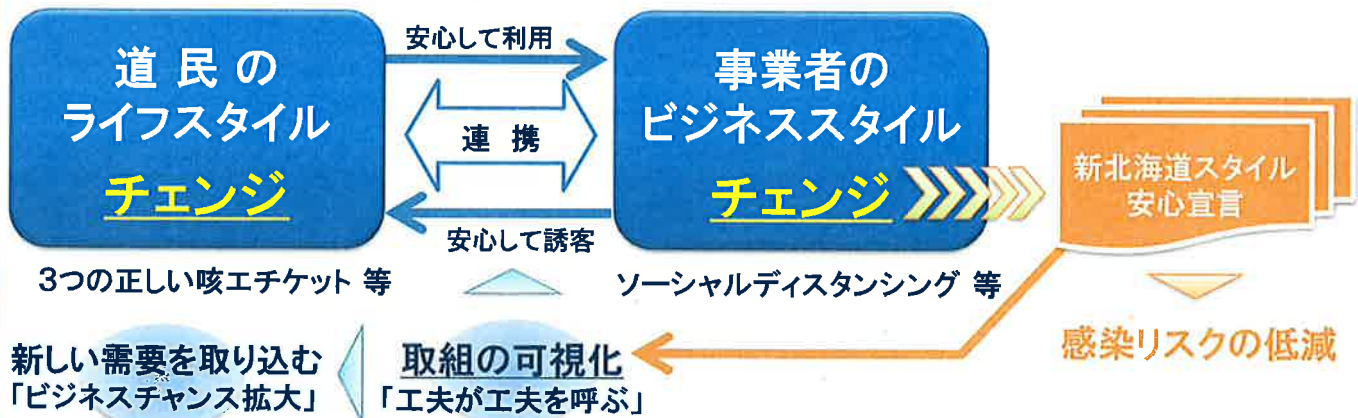 道民の
ライフスタイル
チェンジ
安心して利用
連携
安心して誘客
事業者の
ビジネススタイル
チェンジ
新北海道スタイル
安心宣言
3つの正しい咳エチケット 等
ソーシャルディスタンシング 等
感染リスクの低減
新しい需要を取り込む
「ビジネスチャンス拡大」
取組の可視化
「工夫が工夫を呼ぶ」